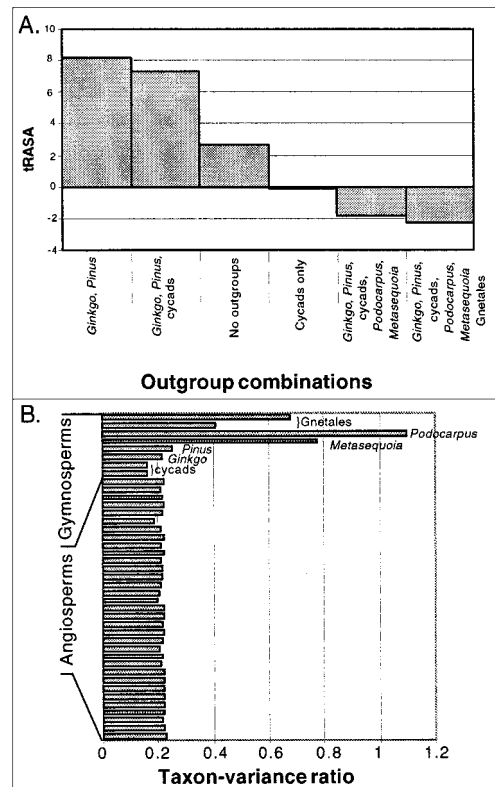 A.
10
8
6
4
2
0
-2
-4
tRASA
Ginkgo, Pinus
Ginkgo, Pinus,
cycads
No outgroups
Cycads only
Ginkgo, Pinus,
cycads,
Podocarpus,
Metasequoia
Ginkgo, Pinus,
cycads,
Podocarpus,
Metasequoia
Gnetales
Outgroup combinations
B.
Angiosperms | Gymnosperms
}Gnetales
Podocarpus
Metasequoia
Pinus
Ginkgo
}cycads
0 0.2 0.4 0.6 0.8 1 1.2
Taxon-variance ratio